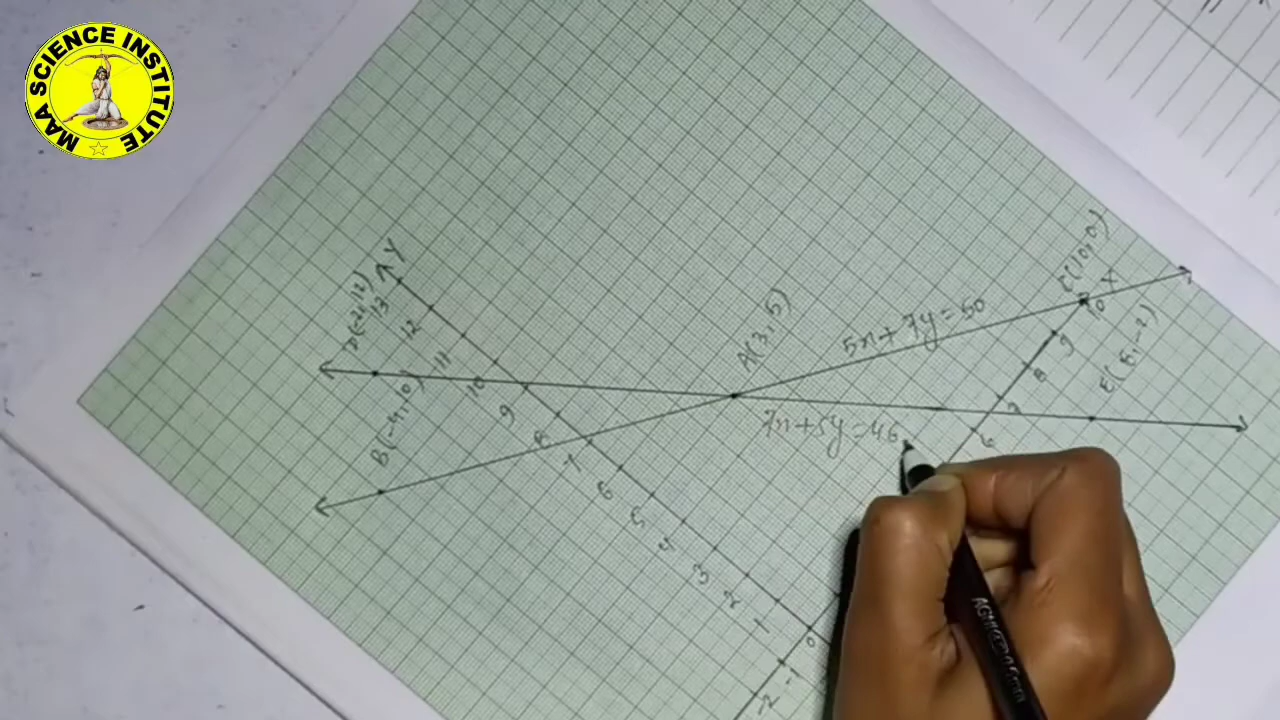 MAA SCIENCE INSTITUTE
Y
D(-2,12)
13
12
11
10
9
8
7
6
5
4
3
2
1
0
-1
-2
B(-4,10)
A(3,5)
5x+7y=50
7x+5y=46
C(10,0)
X
10
9
8
7
6
E(8,-2)